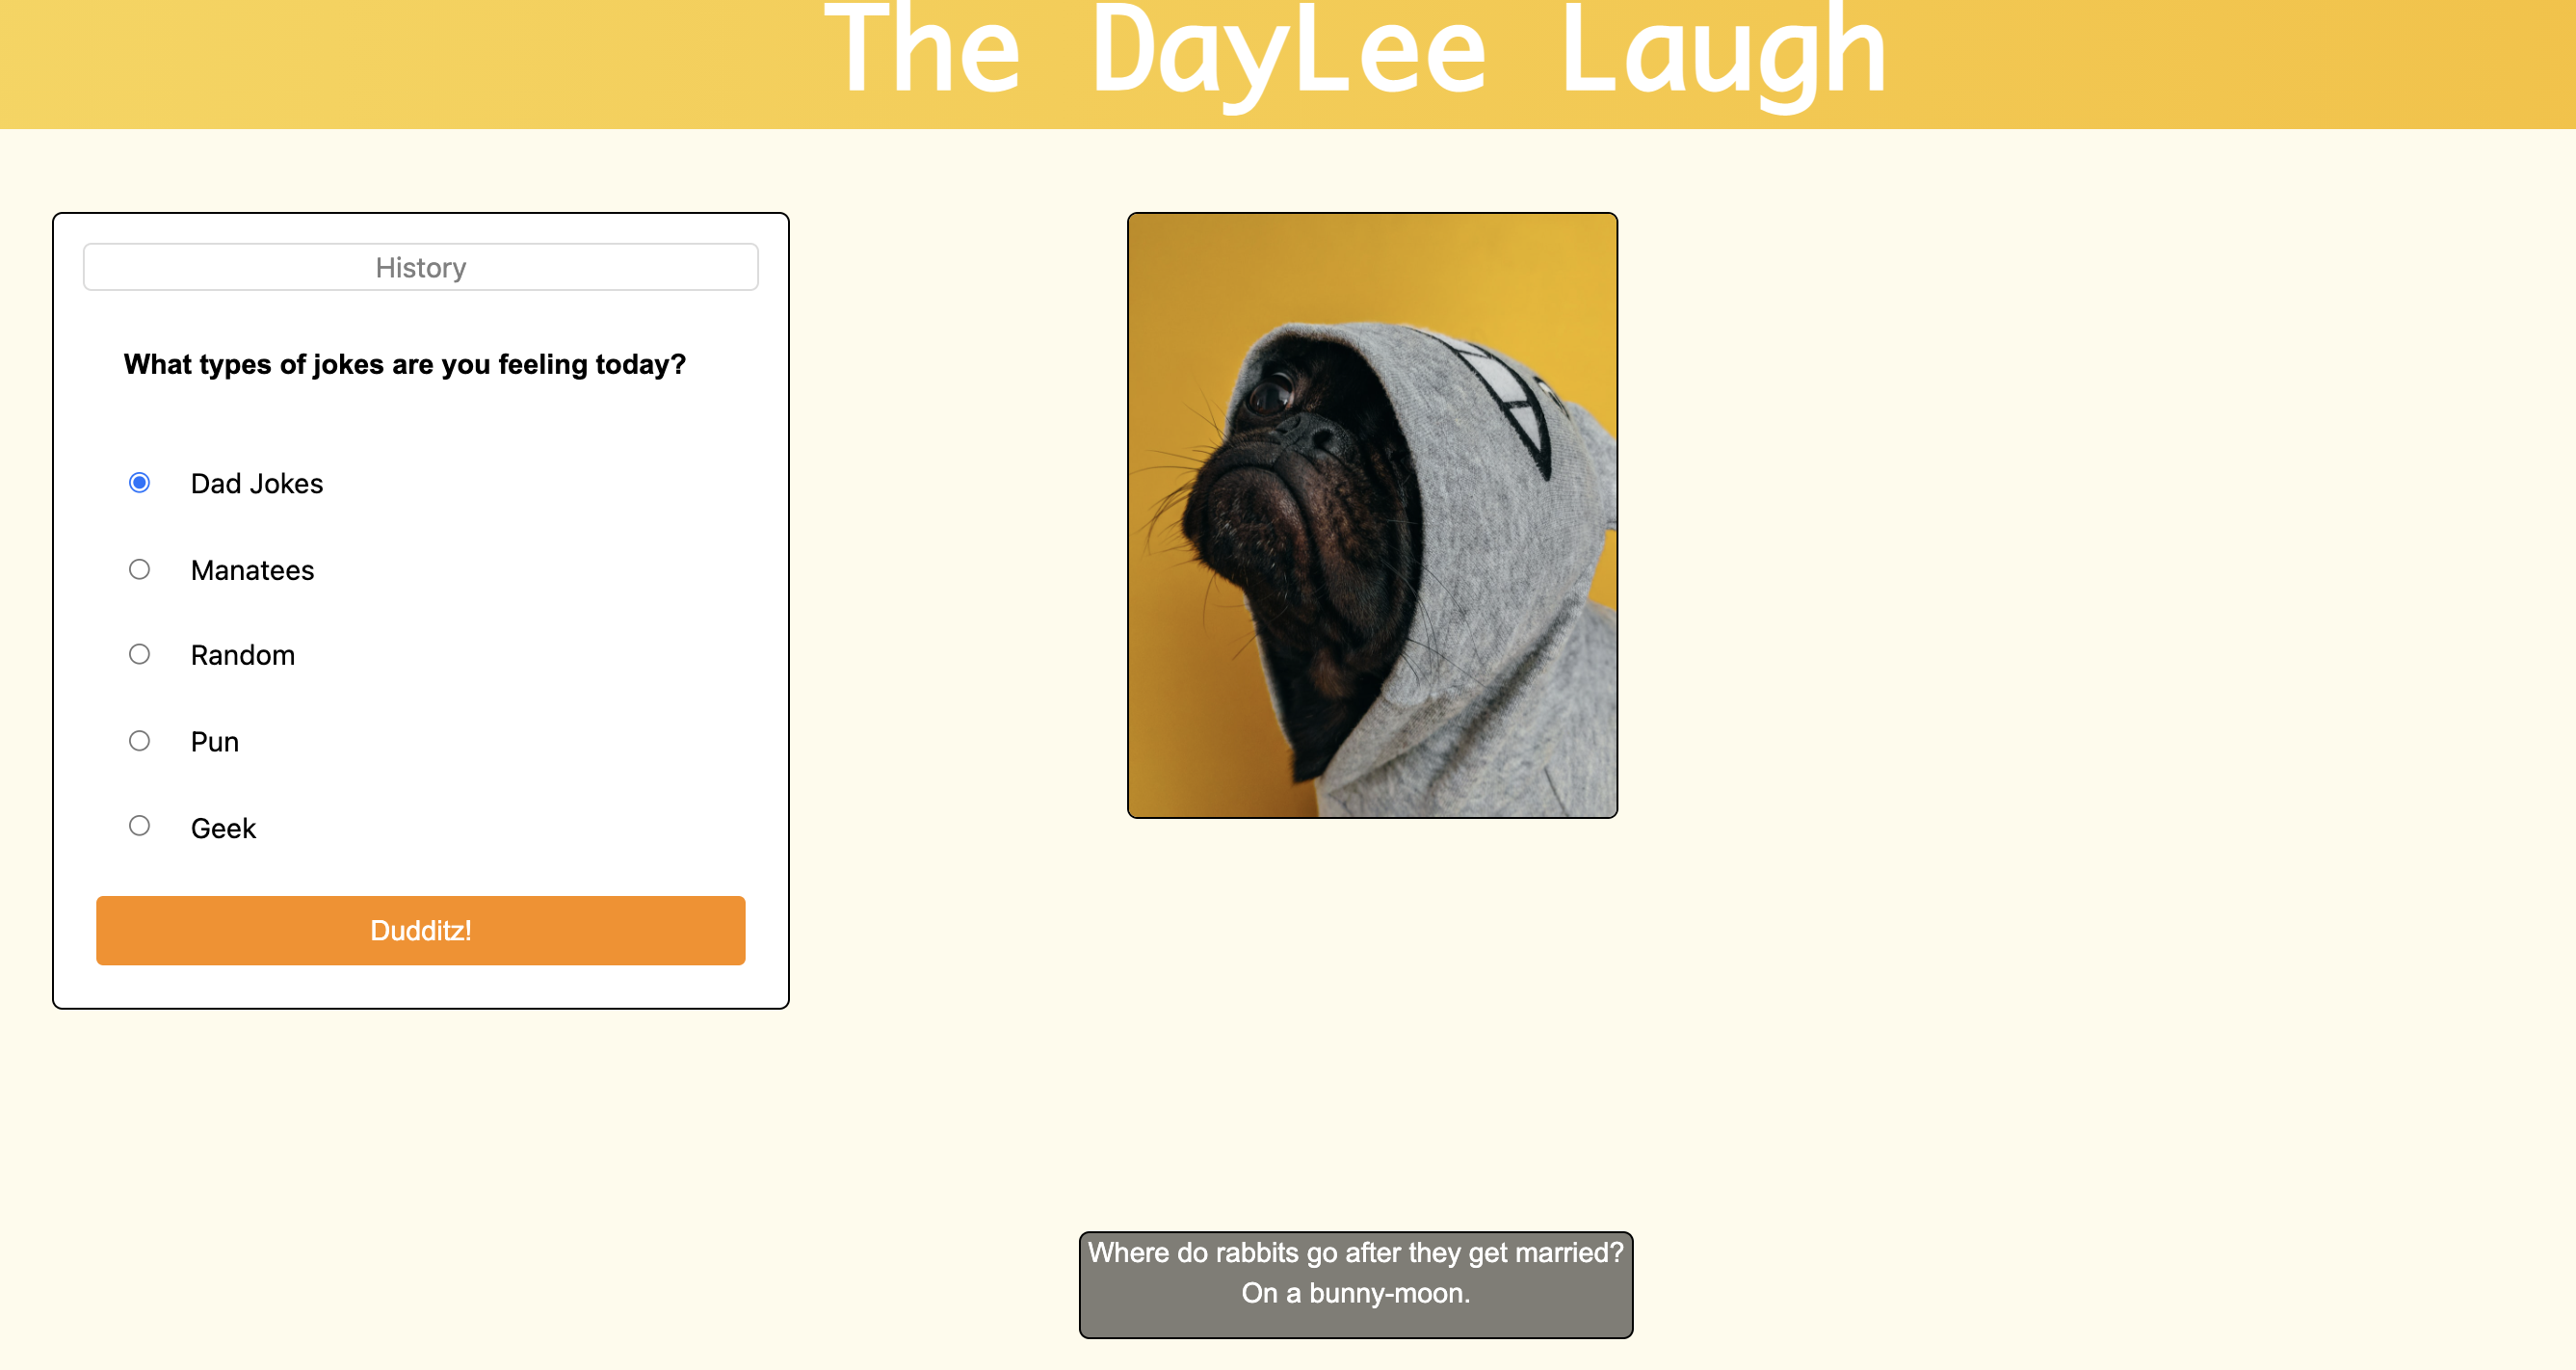 The DayLee Laugh
History
What types of jokes are you feeling today?
Dad Jokes
Manatees
Random
Pun
Geek
Dudditz!
Where do rabbits go after they get married?
On a bunny-moon.